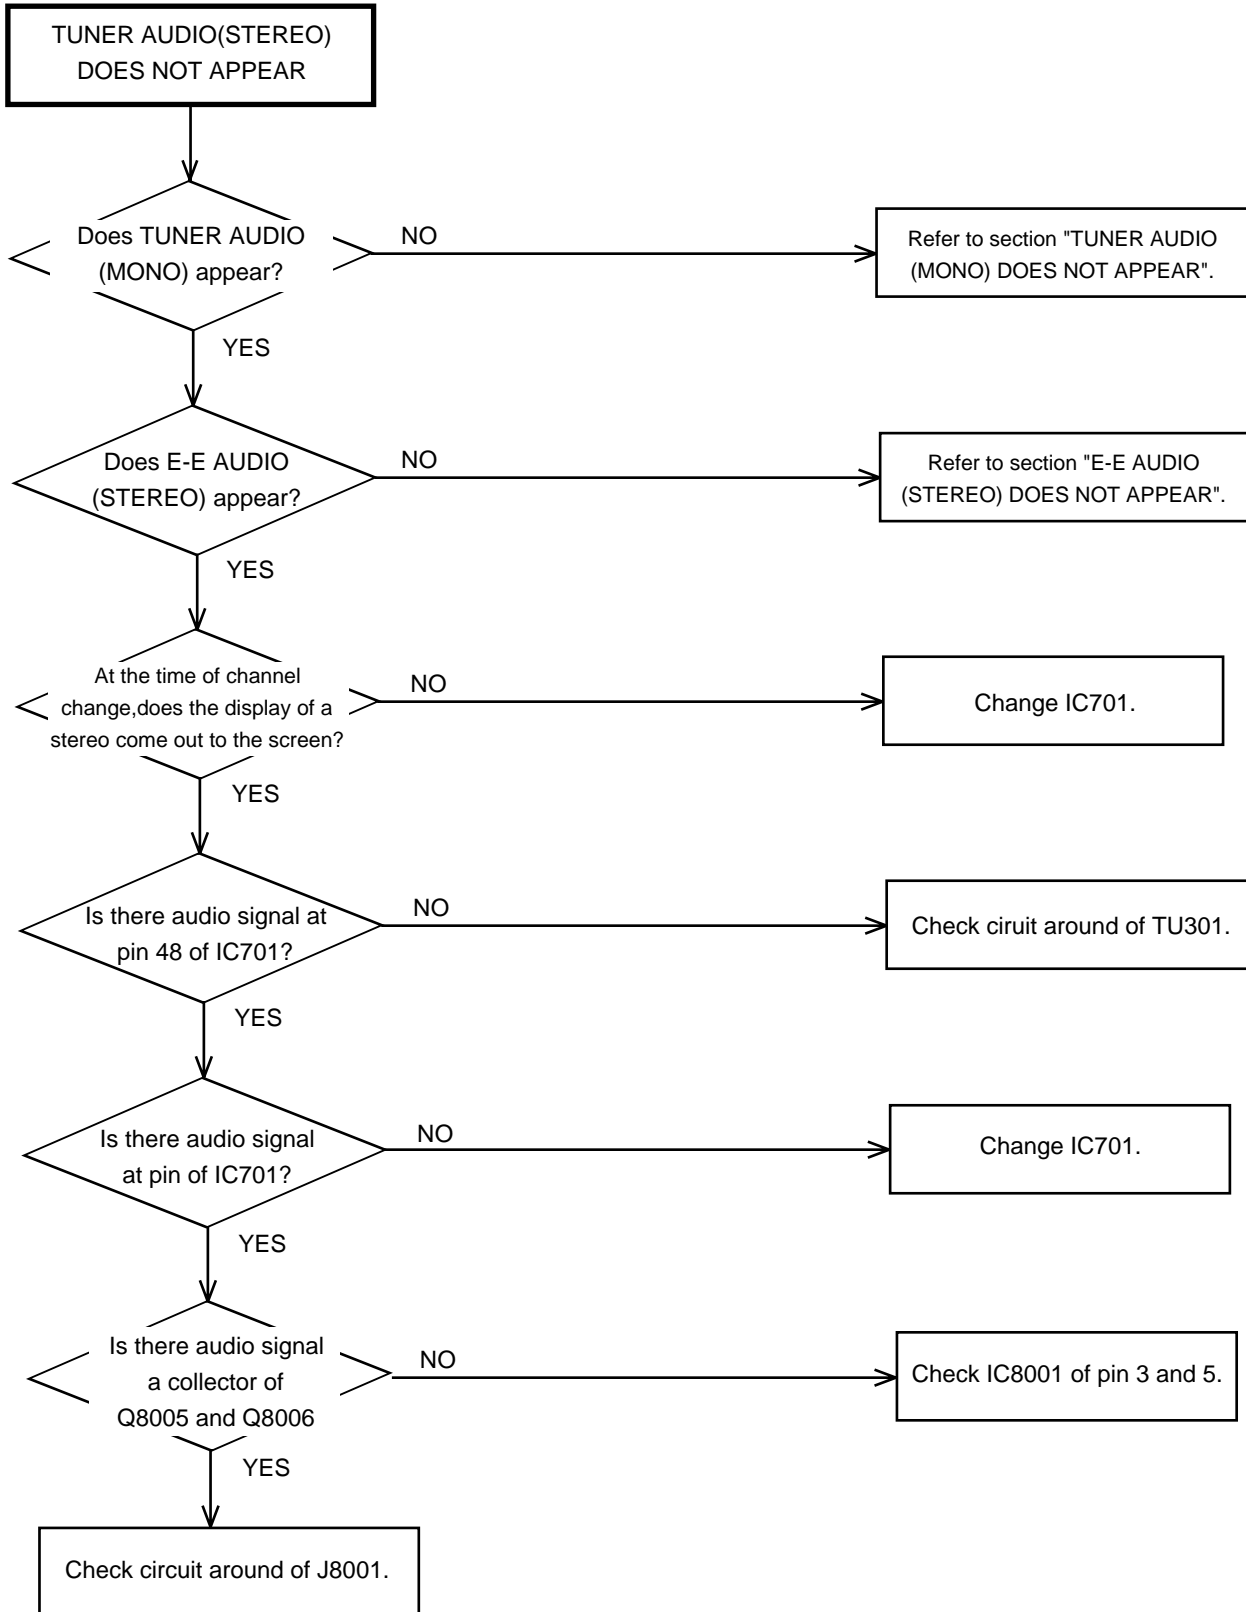 TUNER AUDIO(STEREO)
DOES NOT APPEAR
Does TUNER AUDIO
(MONO) appear?
NO
Refer to section "TUNER AUDIO
(MONO) DOES NOT APPEAR".
YES
Does E-E AUDIO
(STEREO) appear?
NO
Refer to section "E-E AUDIO
(STEREO) DOES NOT APPEAR".
YES
At the time of channel
change,does the display of a
stereo come out to the screen?
NO
Change IC701.
YES
Is there audio signal at
pin 48 of IC701?
NO
Check ciruit around of TU301.
YES
Is there audio signal
at pin of IC701?
NO
Change IC701.
YES
Is there audio signal
a collector of
Q8005 and Q8006
NO
Check IC8001 of pin 3 and 5.
YES
Check circuit around of J8001.